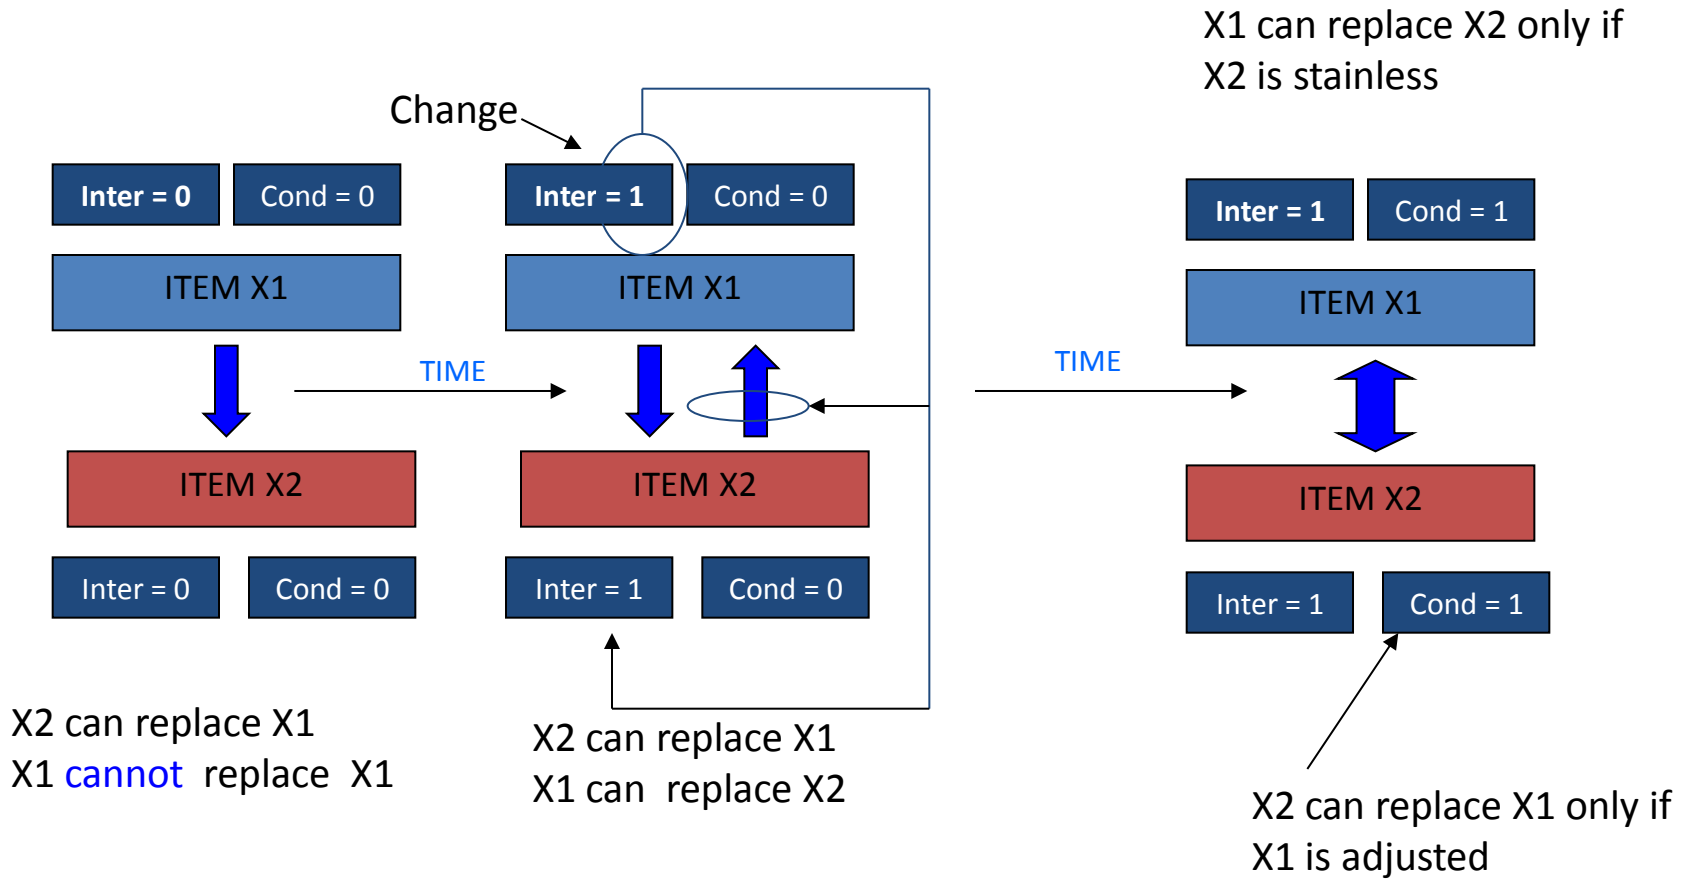 X1 can replace X2 only if
X2 is stainless
Change
Inter = 0
Cond = 0
Inter = 1
Cond = 0
Inter = 1
Cond = 1
ITEM X1
ITEM X1
ITEM X1
TIME
TIME
ITEM X2
ITEM X2
ITEM X2
Inter = 0
Cond = 0
Inter = 1
Cond = 0
Inter = 1
Cond = 1
X2 can replace X1
X1 cannot replace X1
X2 can replace X1
X1 can replace X2
X2 can replace X1 only if
X1 is adjusted